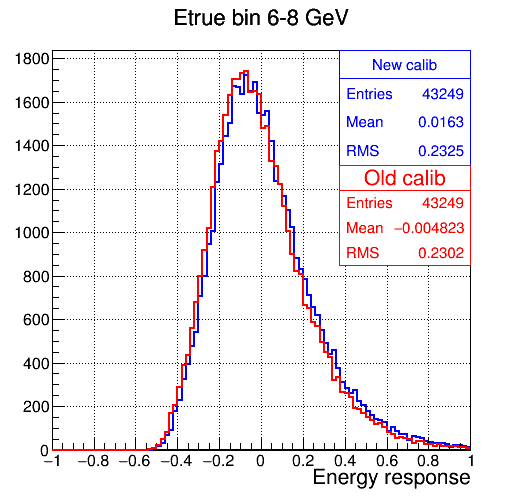 Etrue bin 6-8 GeV
1800
1600
1400
1200
1000
800
600
400
200
0
New calib
Entries 43249
Mean 0.0163
RMS 0.2325
Old calib
Entries 43249
Mean −0.004823
RMS 0.2302
−1 −0.8 −0.6 −0.4 −0.2 0 0.2 0.4 0.6 0.8 1
Energy response